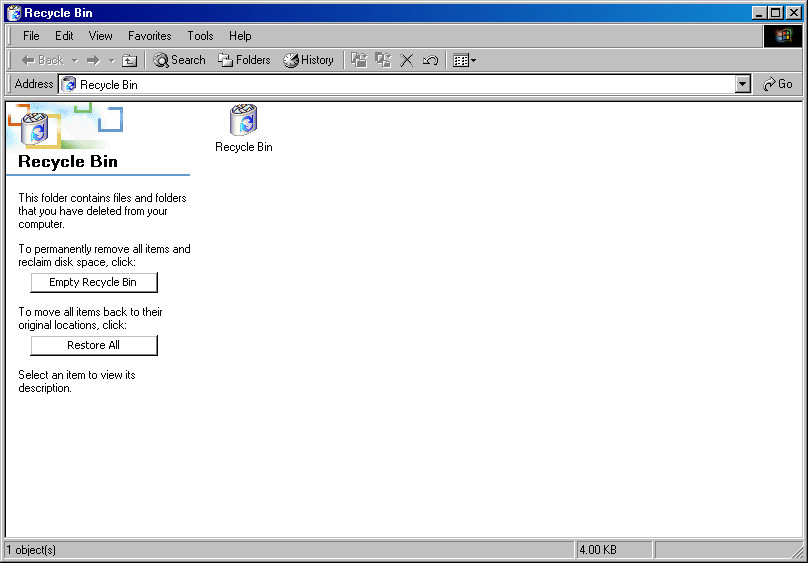 Recycle Bin
File Edit View Favorites Tools Help
Back Search Folders History
Address Recycle Bin Go
Recycle Bin
This folder contains files and folders
that you have deleted from your
computer.
To permanently remove all items and
reclaim disk space, click:
Empty Recycle Bin
To move all items back to their
original locations, click:
Restore All
Select an item to view its
description.
Recycle Bin
1 object(s) 4.00 KB